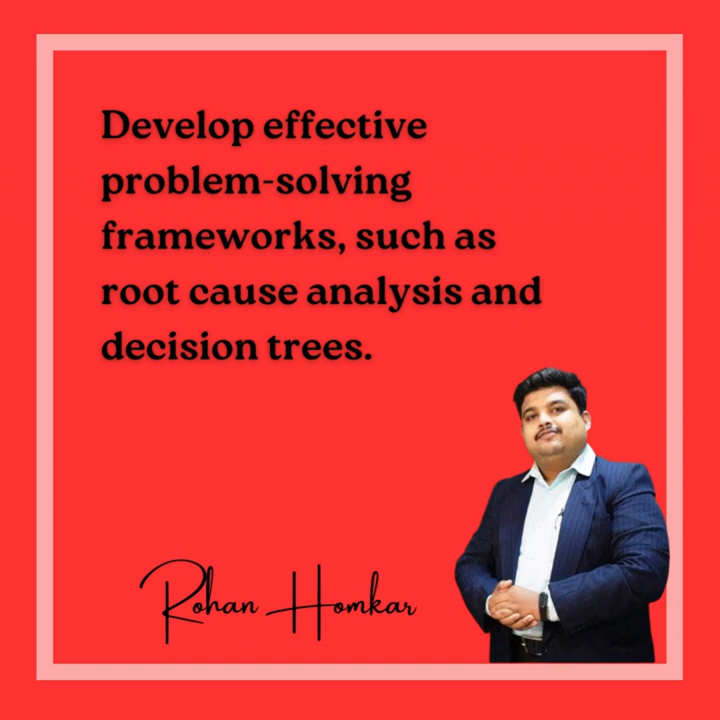 Develop effective
problem-solving
frameworks, such as
root cause analysis and
decision trees.
Rohan Homkar